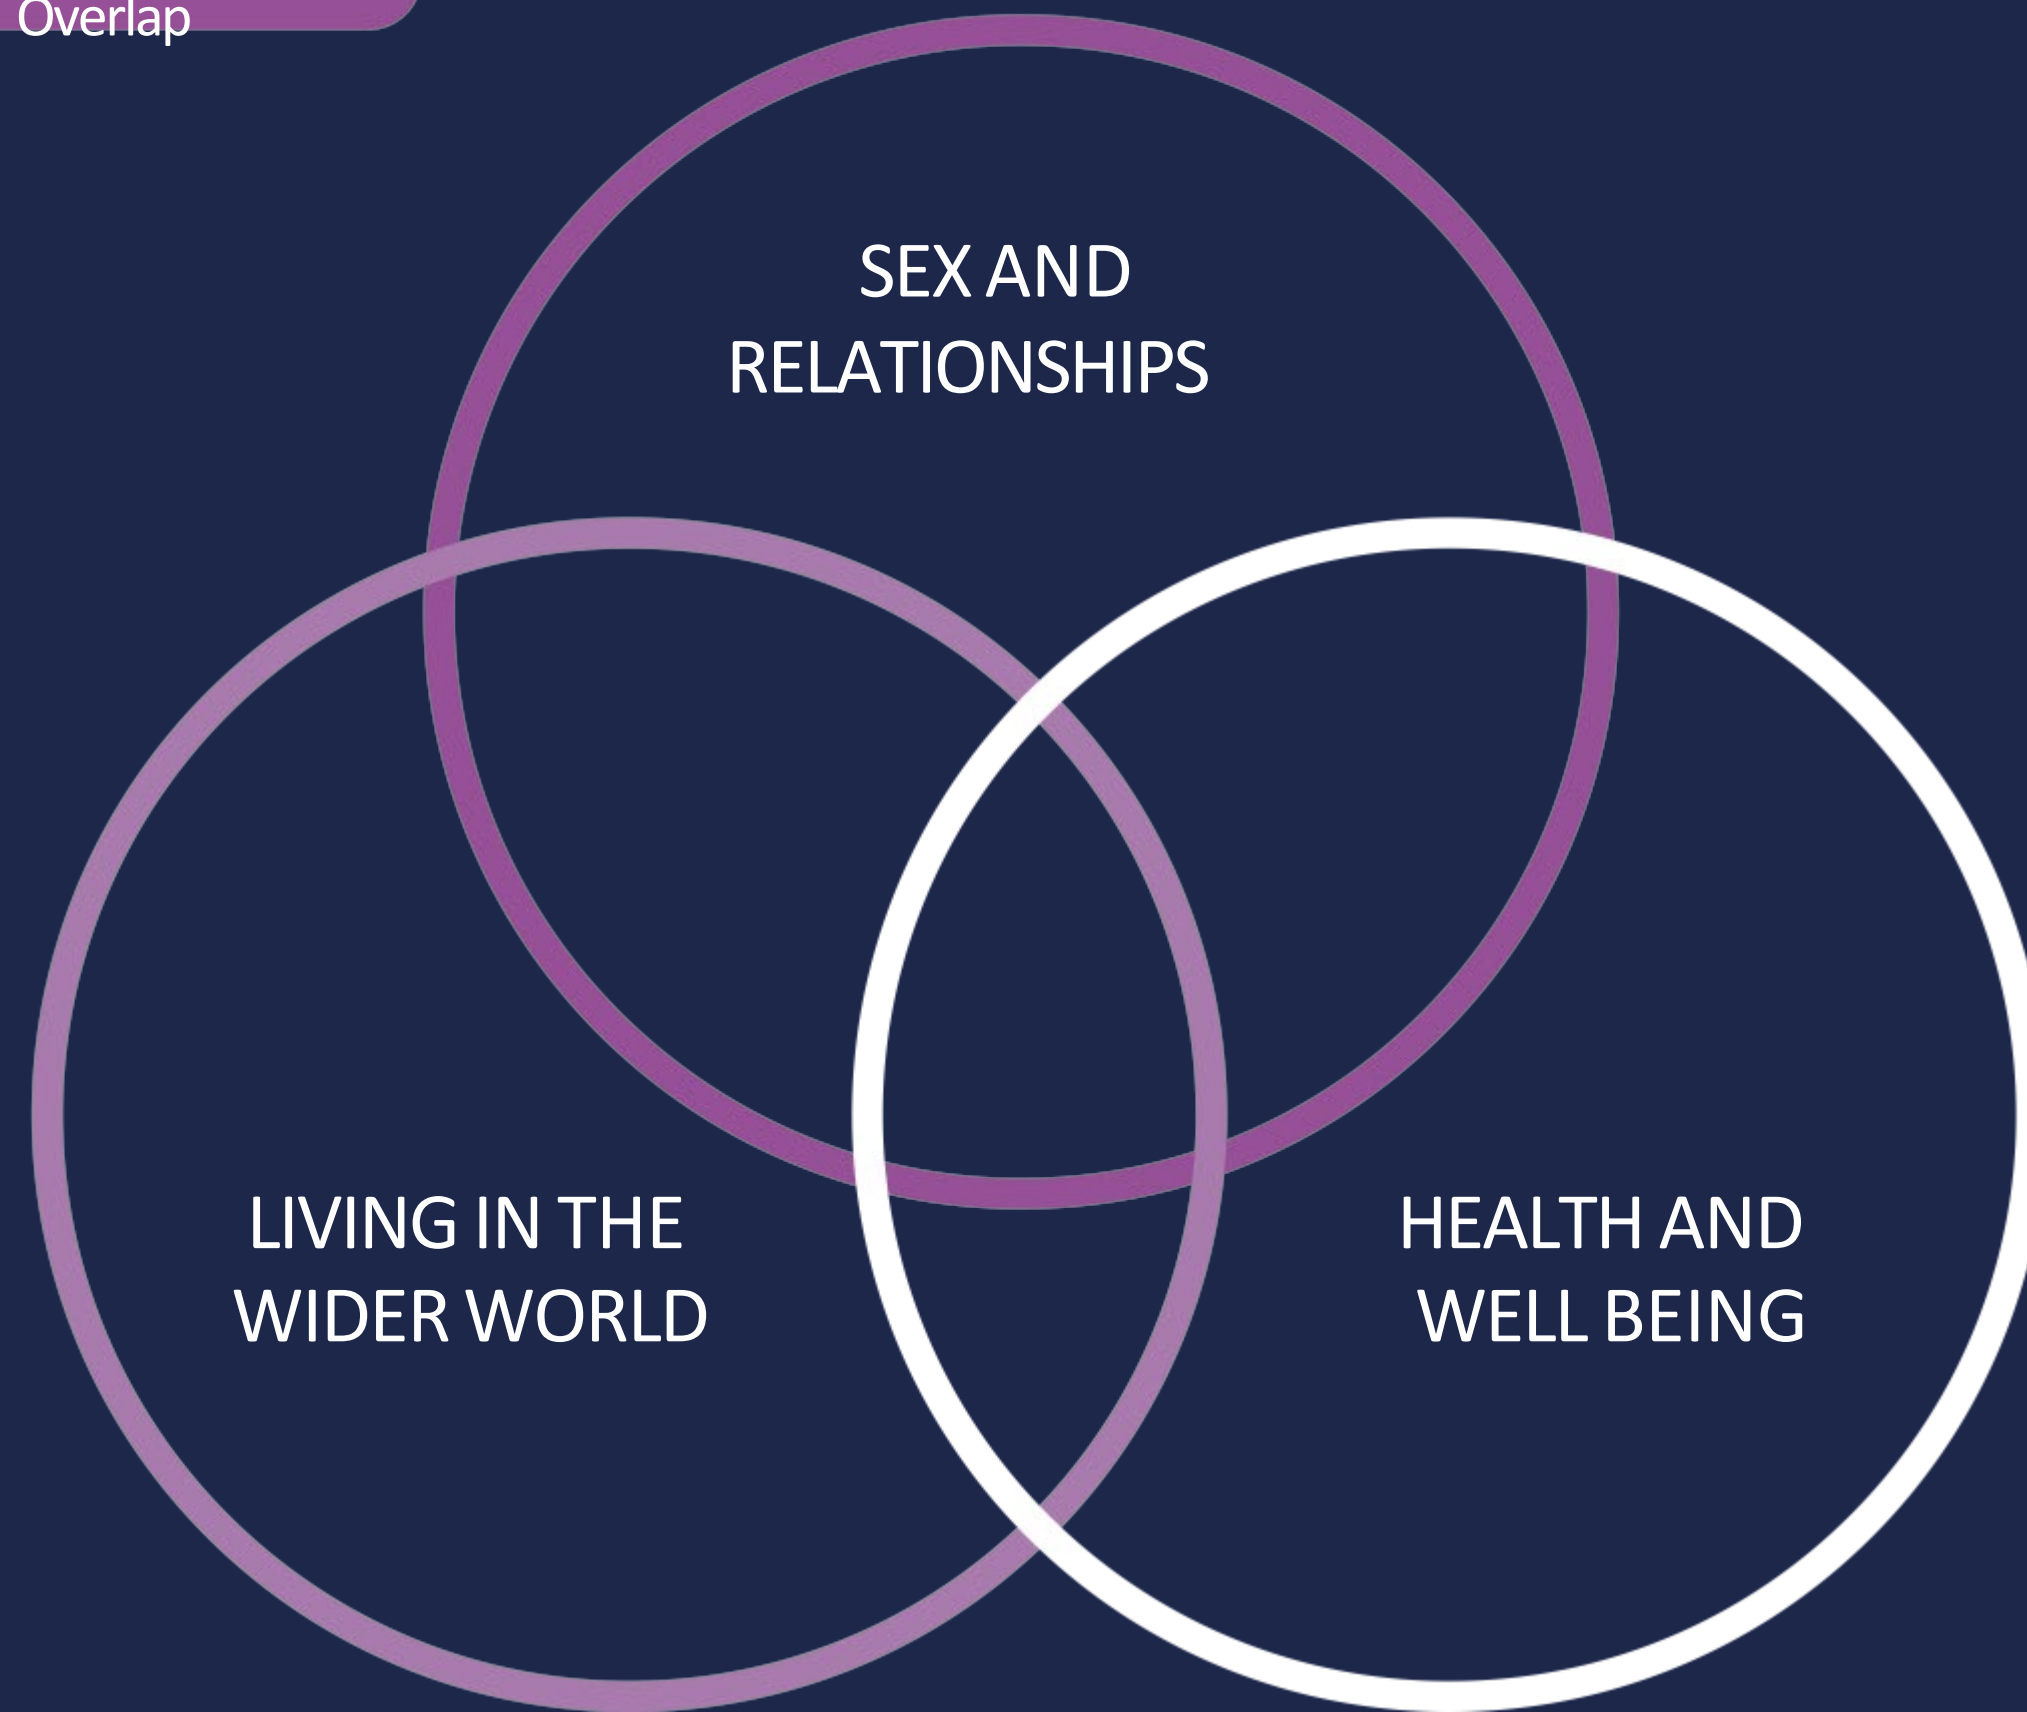 Overlap
SEX AND
RELATIONSHIPS
LIVING IN THE
WIDER WORLD
HEALTH AND
WELL BEING